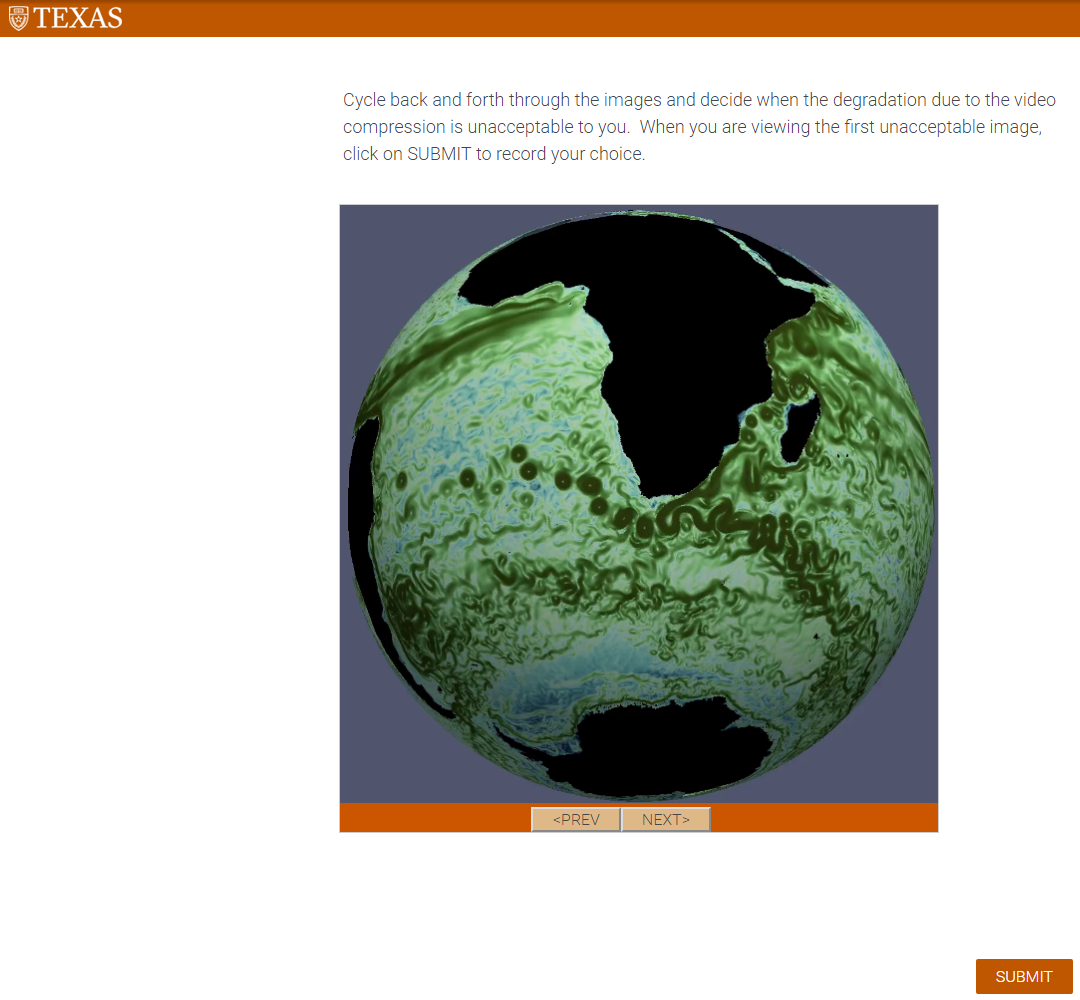 TEXAS
Cycle back and forth through the images and decide when the degradation due to the video
compression is unacceptable to you.  When you are viewing the first unacceptable image,
click on SUBMIT to record your choice.
<PREV
NEXT>
SUBMIT